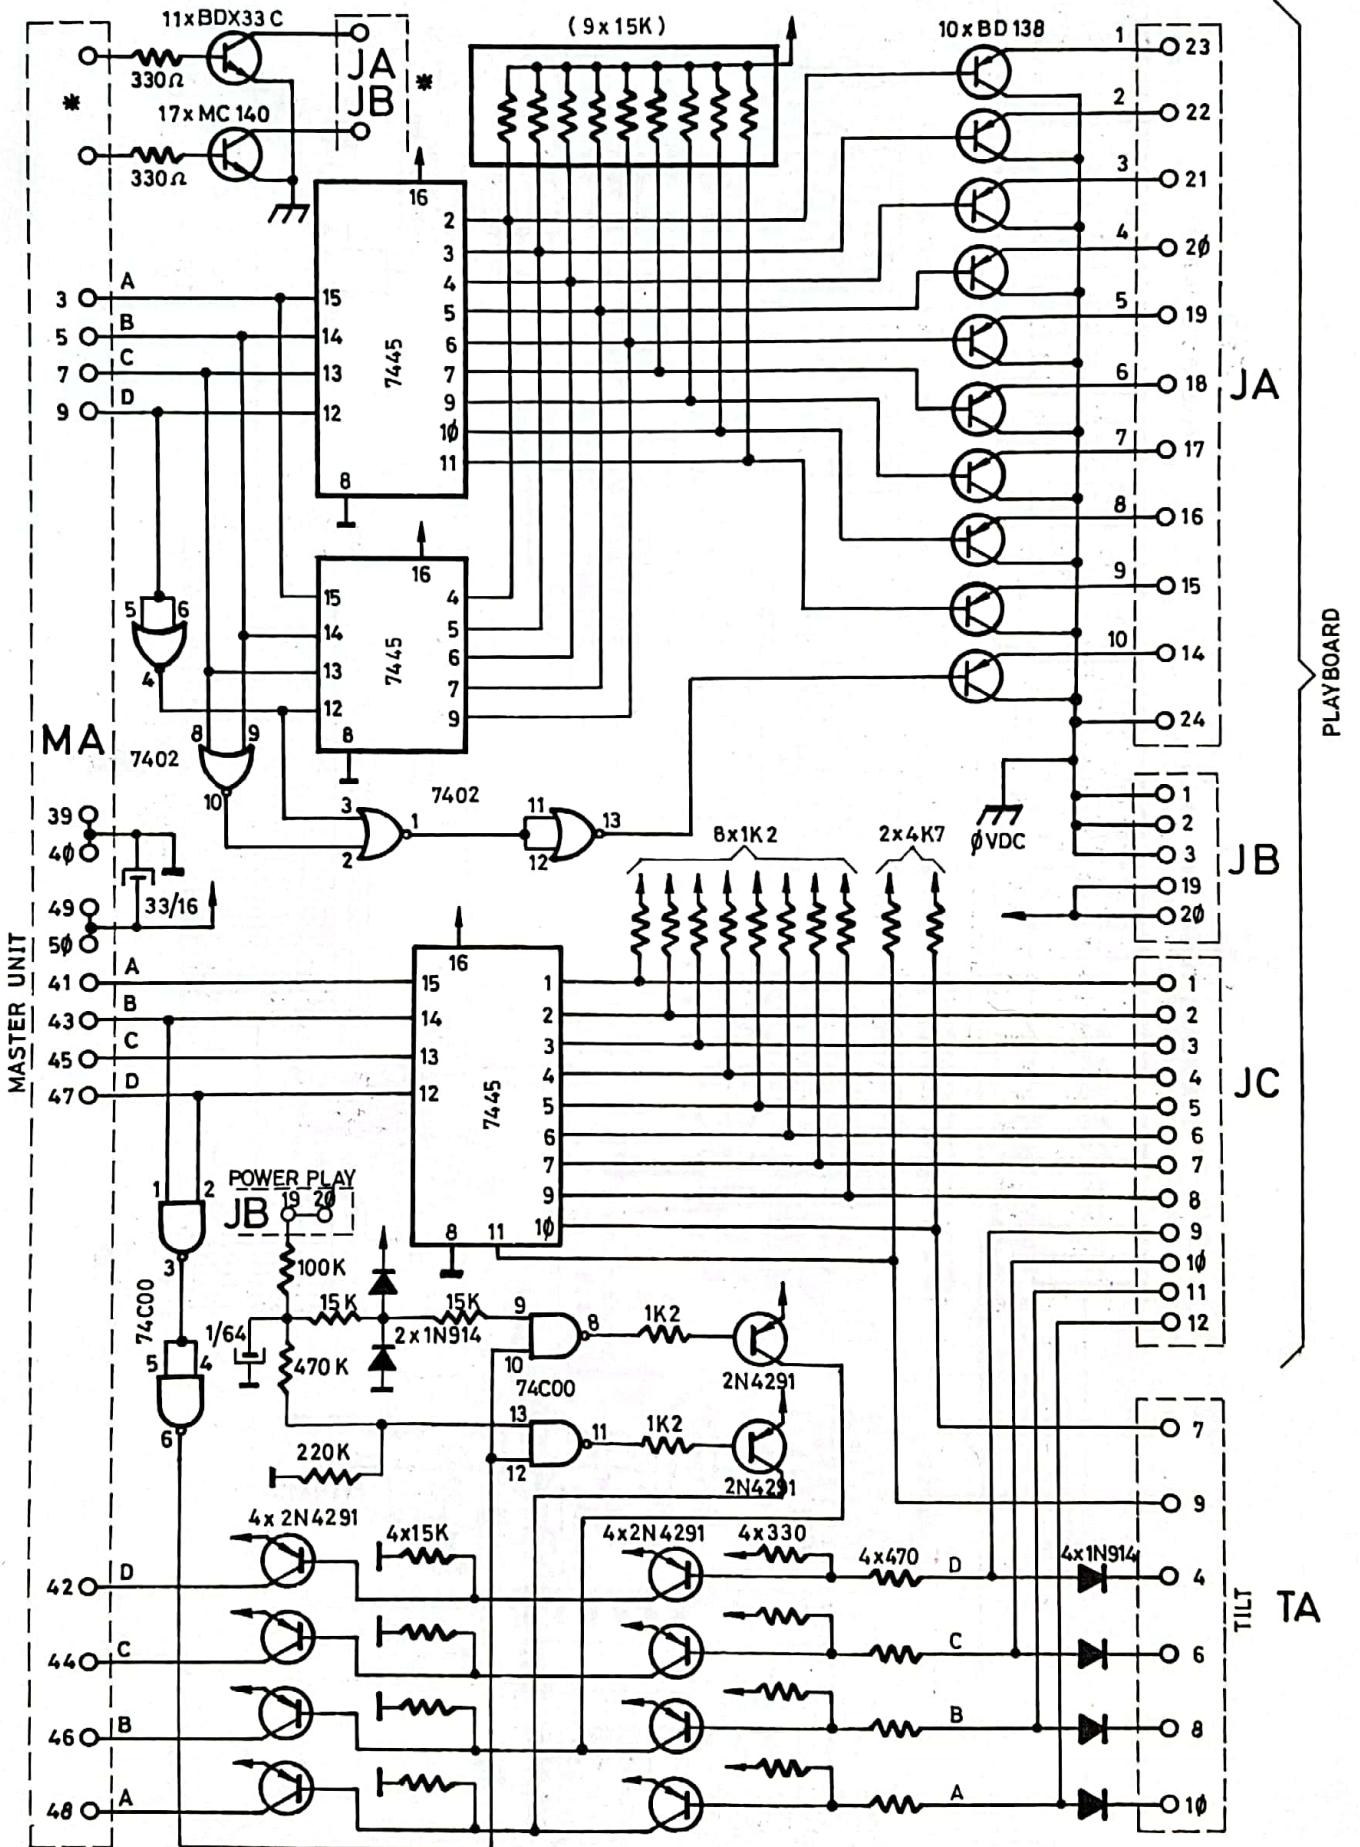 11xBDX33C
330Ω
*
17xMC140
330Ω
JA
JB
*
(9x15K)
10xBD138
1 23
2 22
3 21
4 2ø
5 19
6 18
7 17
8 16
9 15
10 14
24
JA
PLAYBOARD
3 A
5 B
7 C
9 D
16
15
14
13
12
8
7445
2
3
4
5
6
7
9
1ø
11
16
15
14
13
12
8
7445
4
5
6
7
9
5 6
4
8 9
10
MA
7402
7402
3
2
1
11
12
13
øVDC
1
2
3
19
2ø
JB
39
4ø
49
5ø
33/16
8x1K2
2x4K7
MASTER UNIT
41 A
43 B
45 C
47 D
16
15
14
13
12
7445
8 11
1
2
3
4
5
6
7
9
1ø
1
2
3
4
5
6
7
8
9
1ø
11
12
JC
1 2
3
74C00
5 4
6
POWER PLAY
JB
19 2ø
100K
15K
15K
2x1N914
1/64
470K
220K
9
10
8
74C00
13
12
11
1K2
2N4291
1K2
2N4291
4x2N4291
4x15K
4x2N4291
4x330
4x470
4x1N914
42 D
44 C
46 B
48 A
D
C
B
A
7
9
4
6
8
1ø
TILT
TA